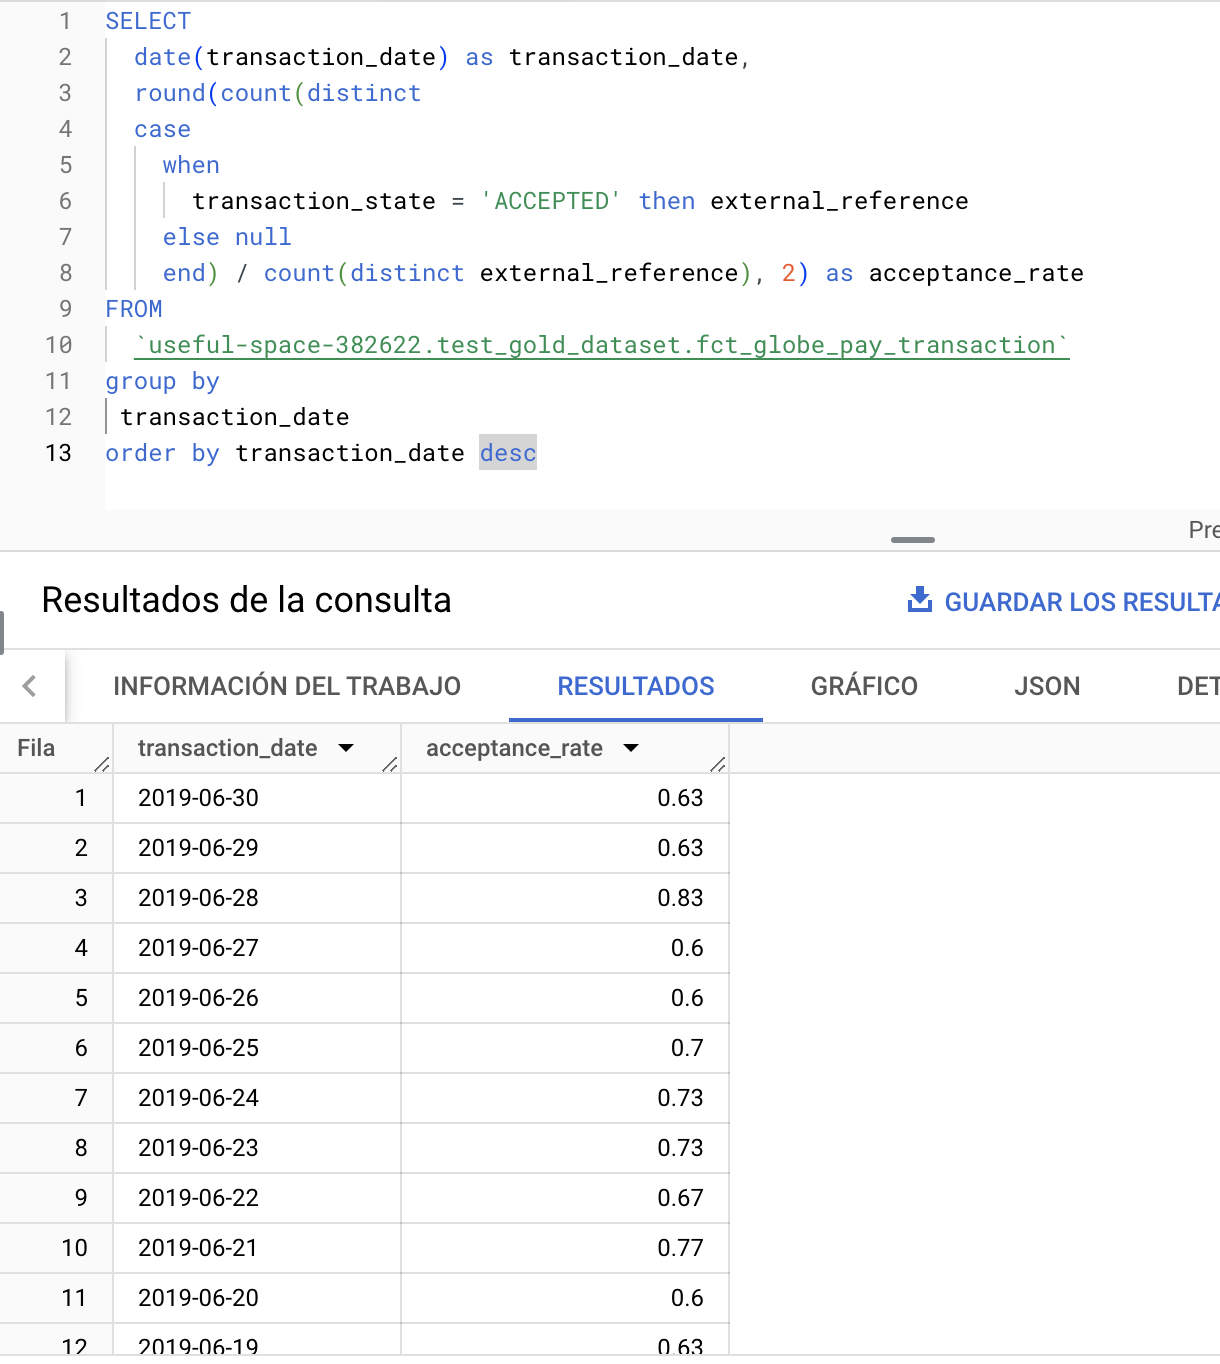 1 SELECT
2 date(transaction_date) as transaction_date,
3 round(count(distinct
4 case
5 when
6 transaction_state = 'ACCEPTED' then external_reference
7 else null
8 end) / count(distinct external_reference), 2) as acceptance_rate
9 FROM
10 `useful-space-382622.test_gold_dataset.fct_globe_pay_transaction`
11 group by
12 transaction_date
13 order by transaction_date desc
Pre
Resultados de la consulta
GUARDAR LOS RESULTA
INFORMACIÓN DEL TRABAJO RESULTADOS GRÁFICO JSON DET
Fila transaction_date acceptance_rate
1 2019-06-30 0.63
2 2019-06-29 0.63
3 2019-06-28 0.83
4 2019-06-27 0.6
5 2019-06-26 0.6
6 2019-06-25 0.7
7 2019-06-24 0.73
8 2019-06-23 0.73
9 2019-06-22 0.67
10 2019-06-21 0.77
11 2019-06-20 0.6
12 2019-06-19 0.63